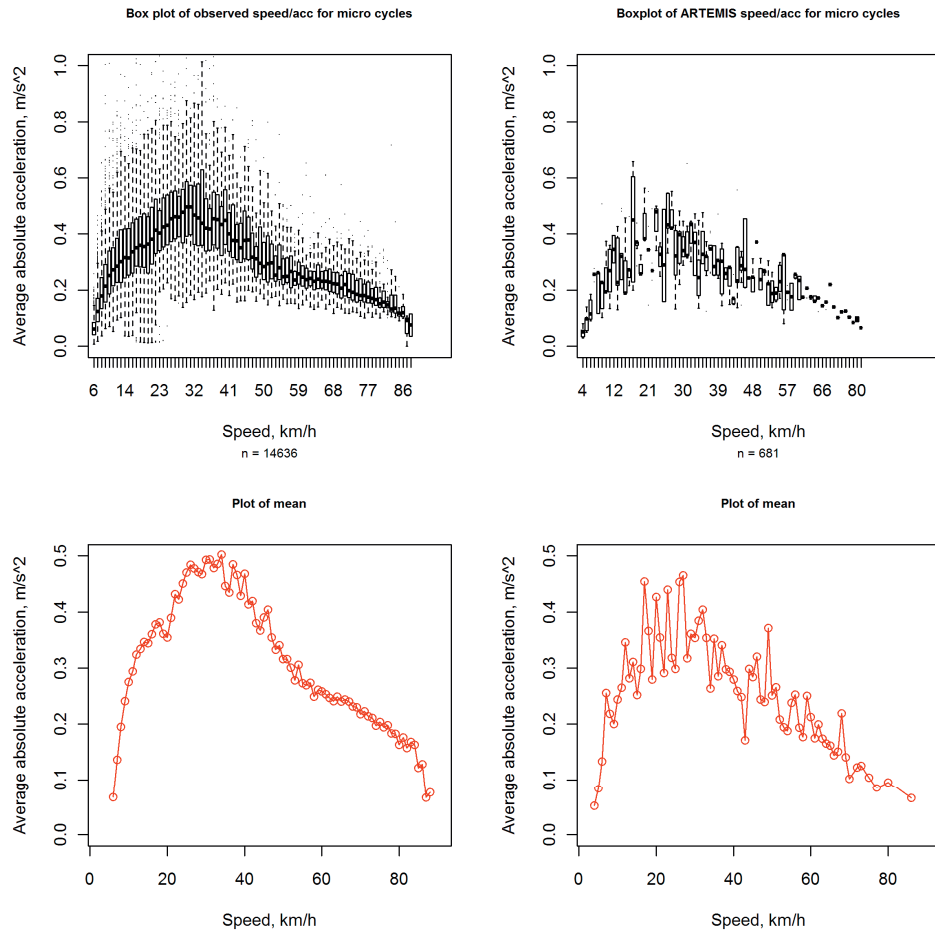 Box plot of observed speed/acc for micro cycles
Average absolute acceleration, m/s^2
0.0 0.2 0.4 0.6 0.8 1.0
6 14 23 32 41 50 59 68 77 86
Speed, km/h
n = 14636
Boxplot of ARTEMIS speed/acc for micro cycles
Average absolute acceleration, m/s^2
0.0 0.2 0.4 0.6 0.8 1.0
4 12 21 30 39 48 57 66 80
Speed, km/h
n = 681
Plot of mean
Average absolute acceleration, m/s^2
0.0 0.1 0.2 0.3 0.4 0.5
0 20 40 60 80
Speed, km/h
Plot of mean
Average absolute acceleration, m/s^2
0.0 0.1 0.2 0.3 0.4 0.5
0 20 40 60 80
Speed, km/h